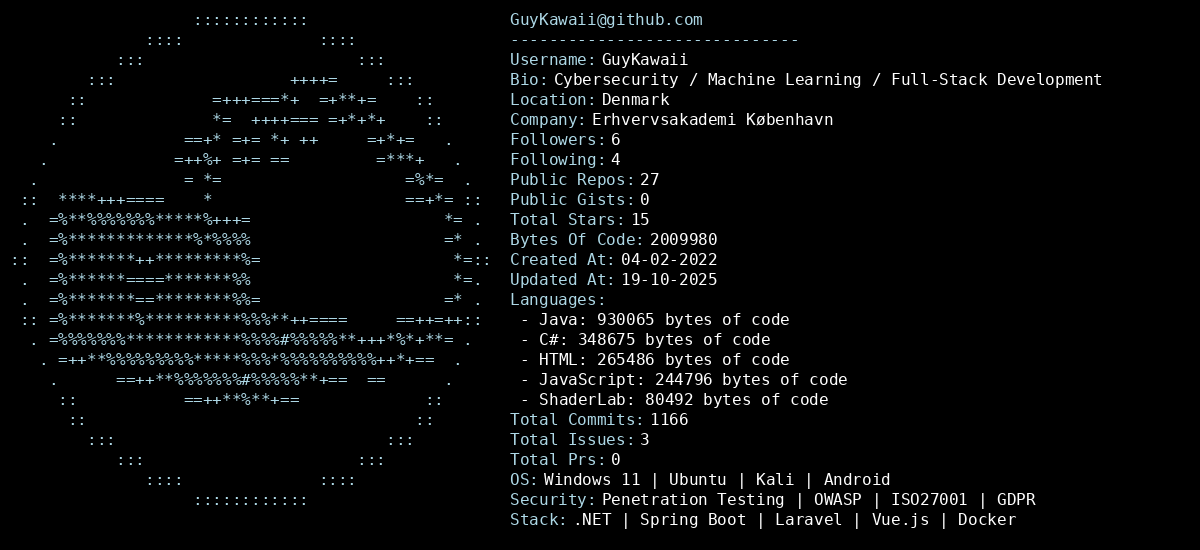 GuyKawaii@github.com
------------------------------
Username: GuyKawaii
Bio: Cybersecurity / Machine Learning / Full-Stack Development
Location: Denmark
Company: Erhvervsakademi København
Followers: 6
Following: 4
Public Repos: 27
Public Gists: 0
Total Stars: 15
Bytes Of Code: 2009980
Created At: 04-02-2022
Updated At: 19-10-2025
Languages:
- Java: 930065 bytes of code
- C#: 348675 bytes of code
- HTML: 265486 bytes of code
- JavaScript: 244796 bytes of code
- ShaderLab: 80492 bytes of code
Total Commits: 1166
Total Issues: 3
Total Prs: 0
OS: Windows 11 | Ubuntu | Kali | Android
Security: Penetration Testing | OWASP | ISO27001 | GDPR
Stack: .NET | Spring Boot | Laravel | Vue.js | Docker